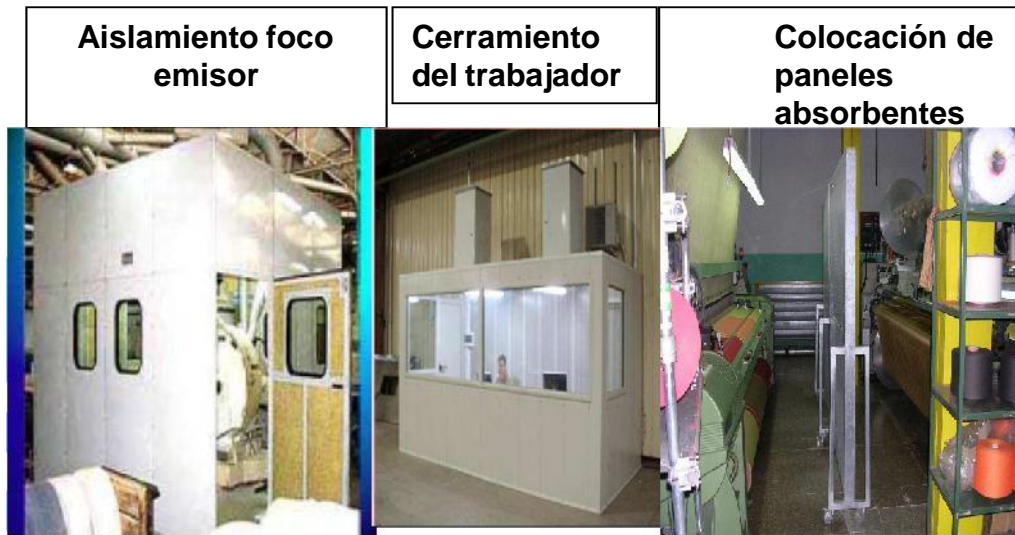 Aislamiento foco
emisor
Cerramiento
del trabajador
Colocación de
paneles
absorbentes